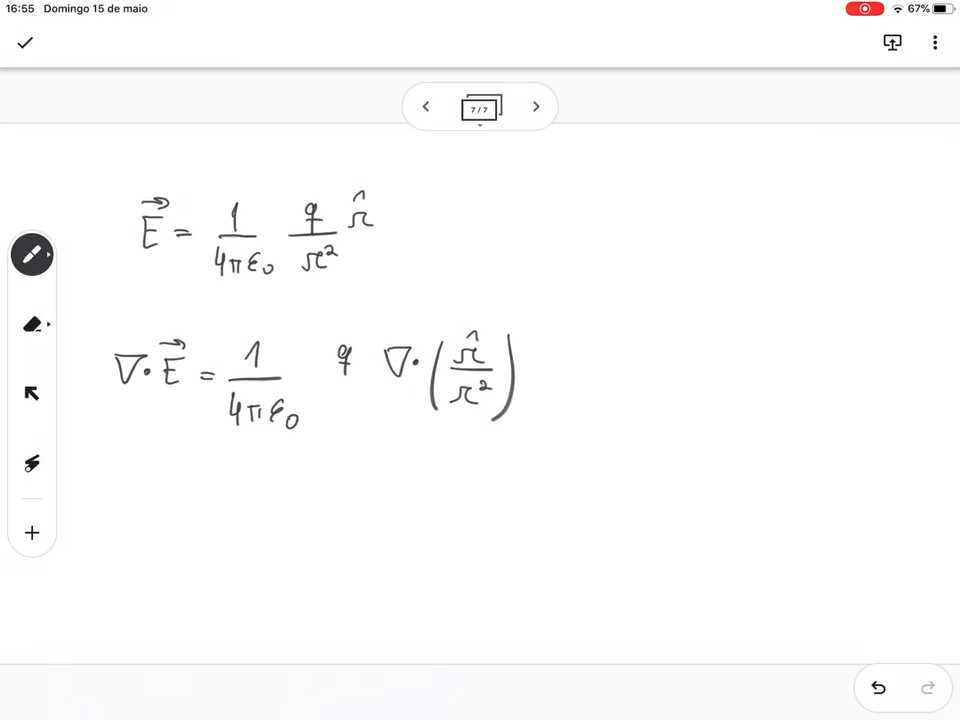 16:55 Domingo 15 de maio 67%
7 / 7
E⃗ = 1/(4πε₀) q/r² r̂
∇·E⃗ = 1/(4πε₀) q ∇·(r̂/r²)